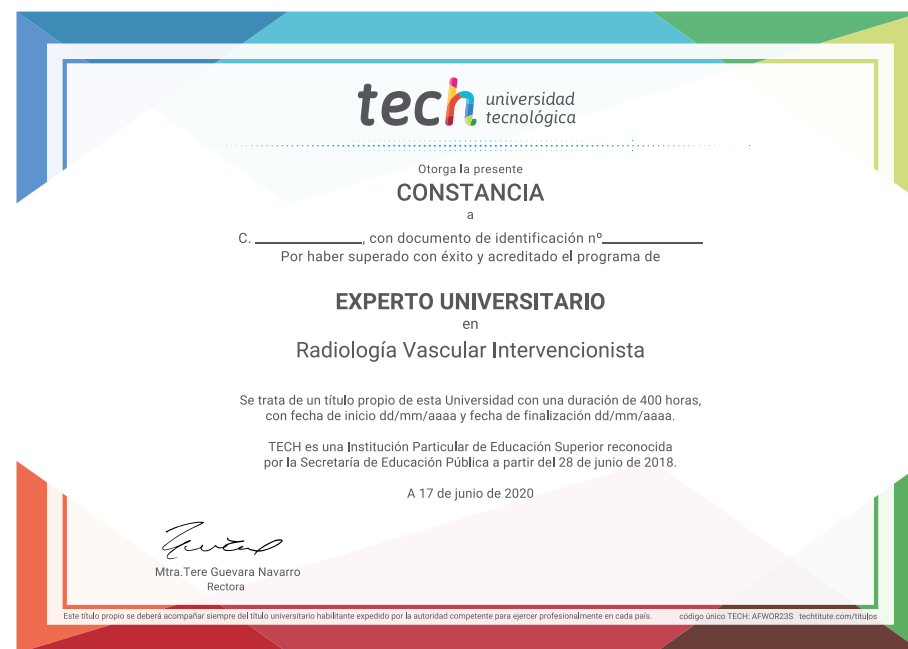 tech universidad
tecnológica
Otorga la presente
CONSTANCIA
a
C. ____________, con documento de identificación nº____________
Por haber superado con éxito y acreditado el programa de
EXPERTO UNIVERSITARIO
en
Radiología Vascular Intervencionista
Se trata de un título propio de esta Universidad con una duración de 400 horas,
con fecha de inicio dd/mm/aaaa y fecha de finalización dd/mm/aaaa.
TECH es una Institución Particular de Educación Superior reconocida
por la Secretaría de Educación Pública a partir del 28 de junio de 2018.
A 17 de junio de 2020
Mtra.Tere Guevara Navarro
Rectora
Este título propio se deberá acompañar siempre del título universitario habilitante expedido por la autoridad competente para ejercer profesionalmente en cada país. código único TECH: AFWOR23S techtitute.com/titulos